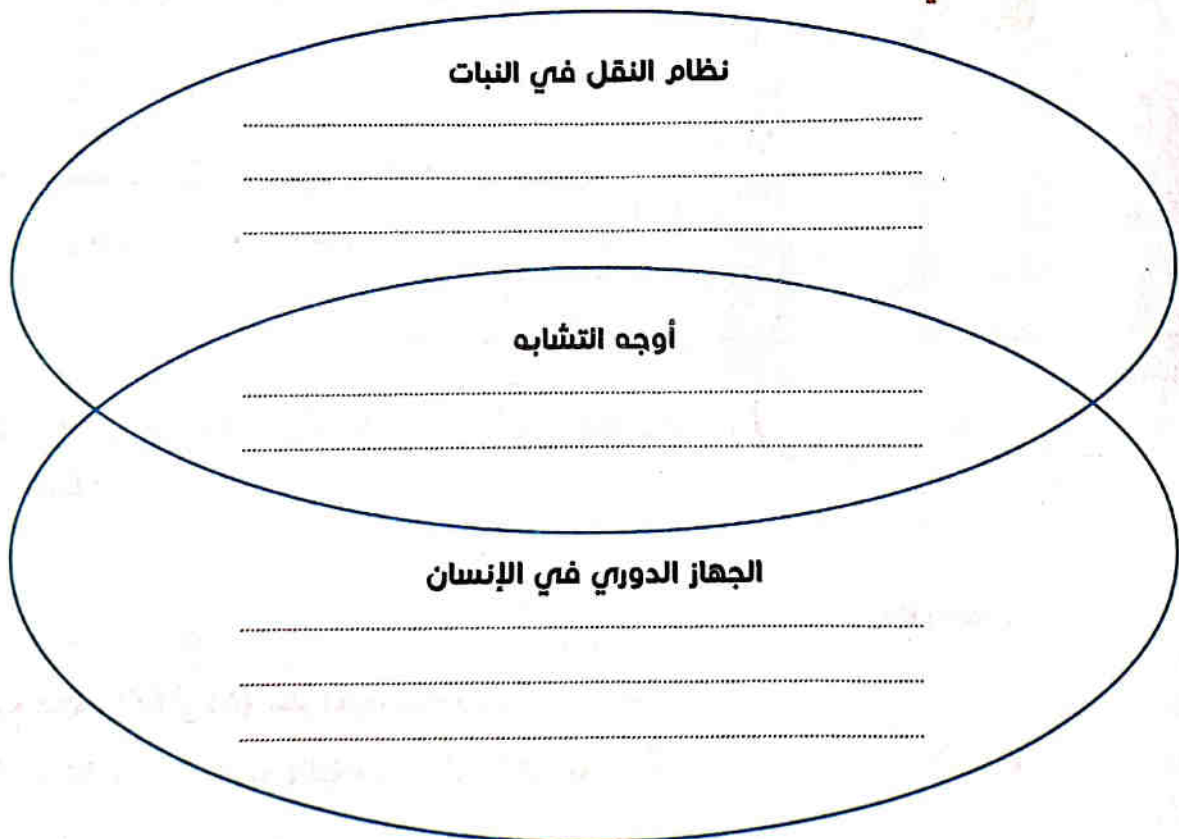 نظام النقل في النبات
أوجه التشابه
الجهاز الدوري في الإنسان